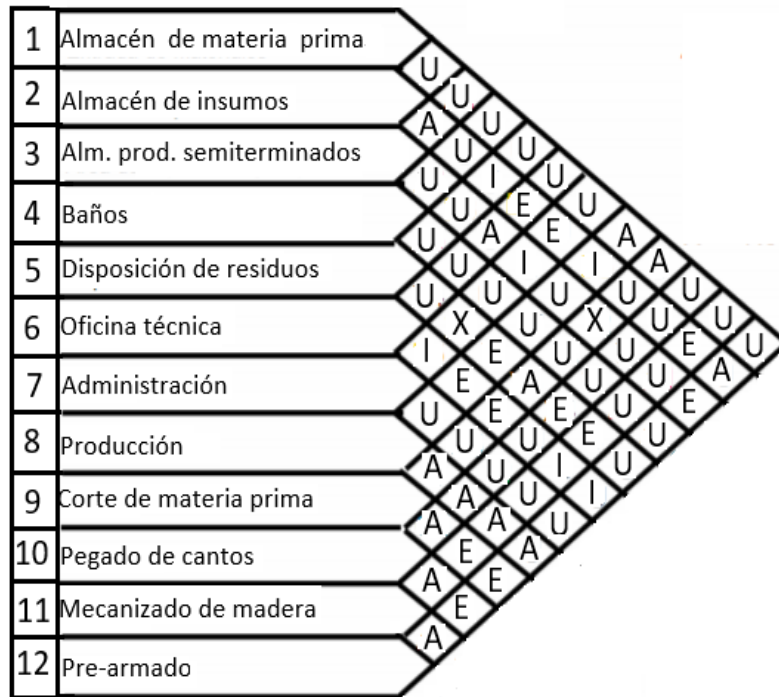 1 Almacén de materia prima
U U U U U U A A U U U
2 Almacén de insumos
A U I E E I U U E A
3 Alm. prod. semiterminados
U U A I U X U U E
4 Baños
U U U U U U U U
5 Disposición de residuos
U X E A E E U
6 Oficina técnica
I E E U I I
7 Administración
U U U U U
8 Producción
A A A A
9 Corte de materia prima
A E E
10 Pegado de cantos
A E
11 Mecanizado de madera
A
12 Pre-armado